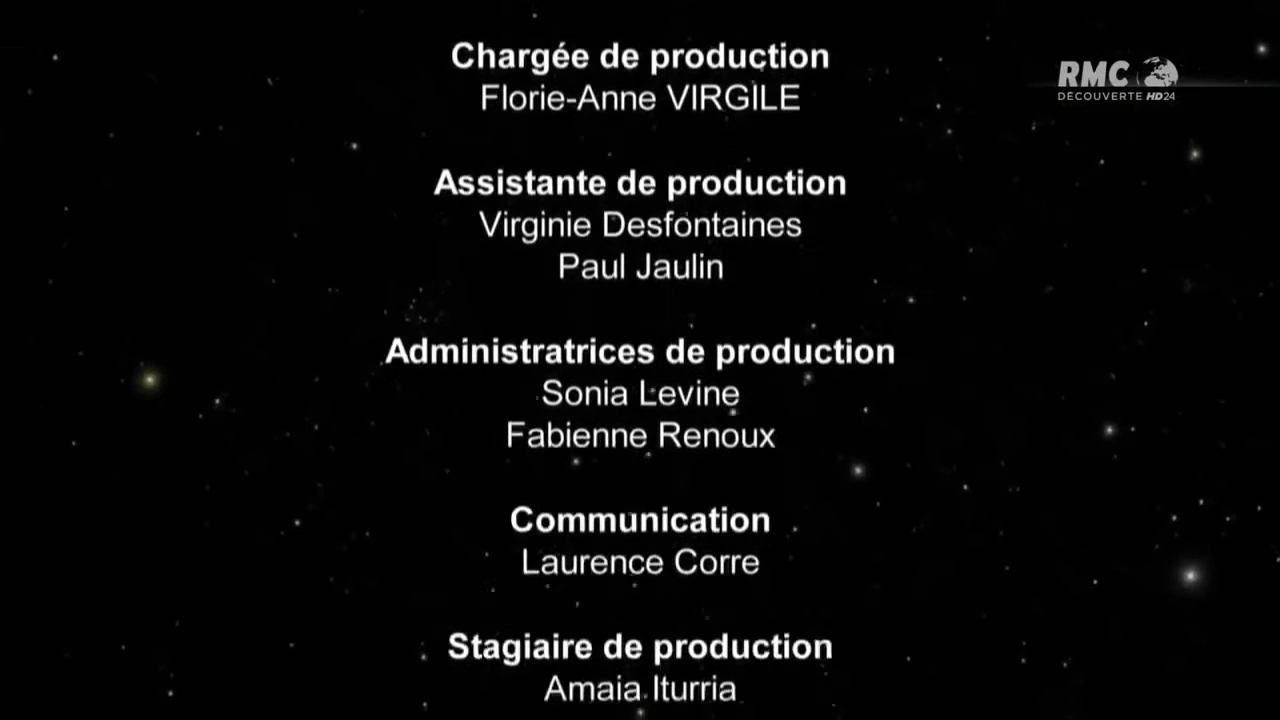 Chargée de production
Florie-Anne VIRGILE
RMC
DÉCOUVERTE HD24
Assistante de production
Virginie Desfontaines
Paul Jaulin
Administratrices de production
Sonia Levine
Fabienne Renoux
Communication
Laurence Corre
Stagiaire de production
Amaia Iturria